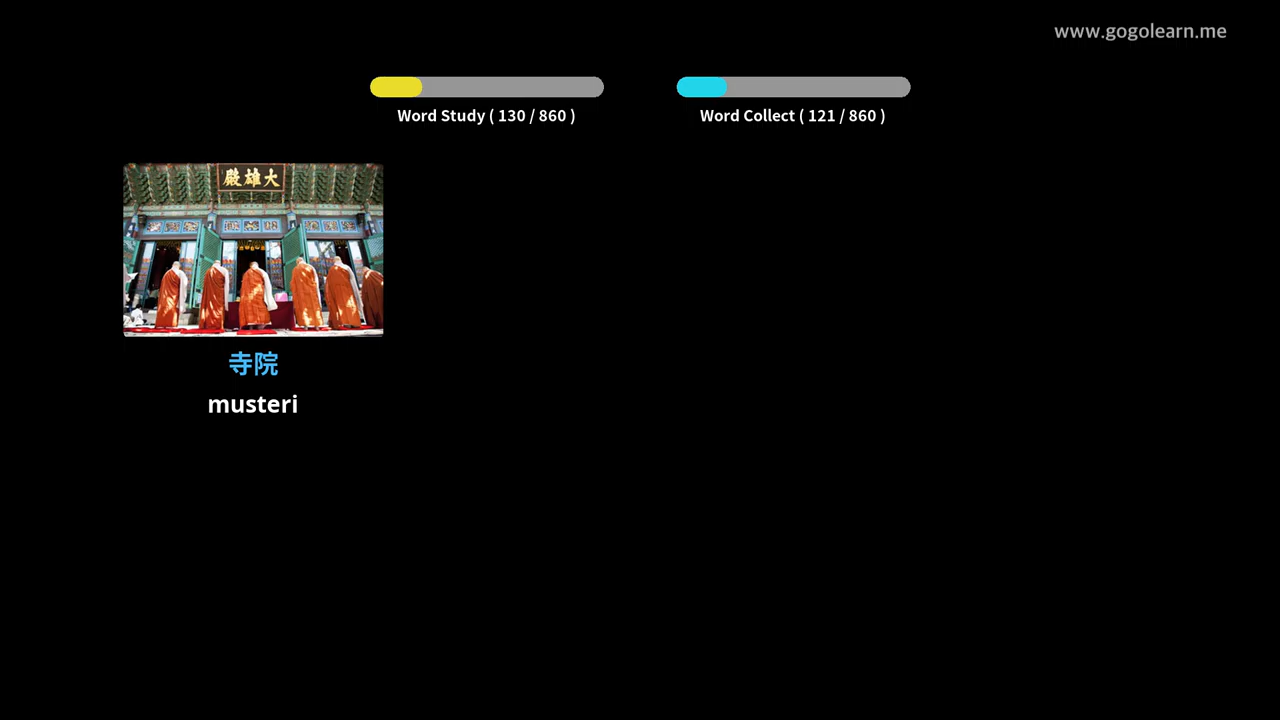 www.gogolearn.me
Word Study ( 130 / 860 )
Word Collect ( 121 / 860 )
殿雄大
寺院
musteri